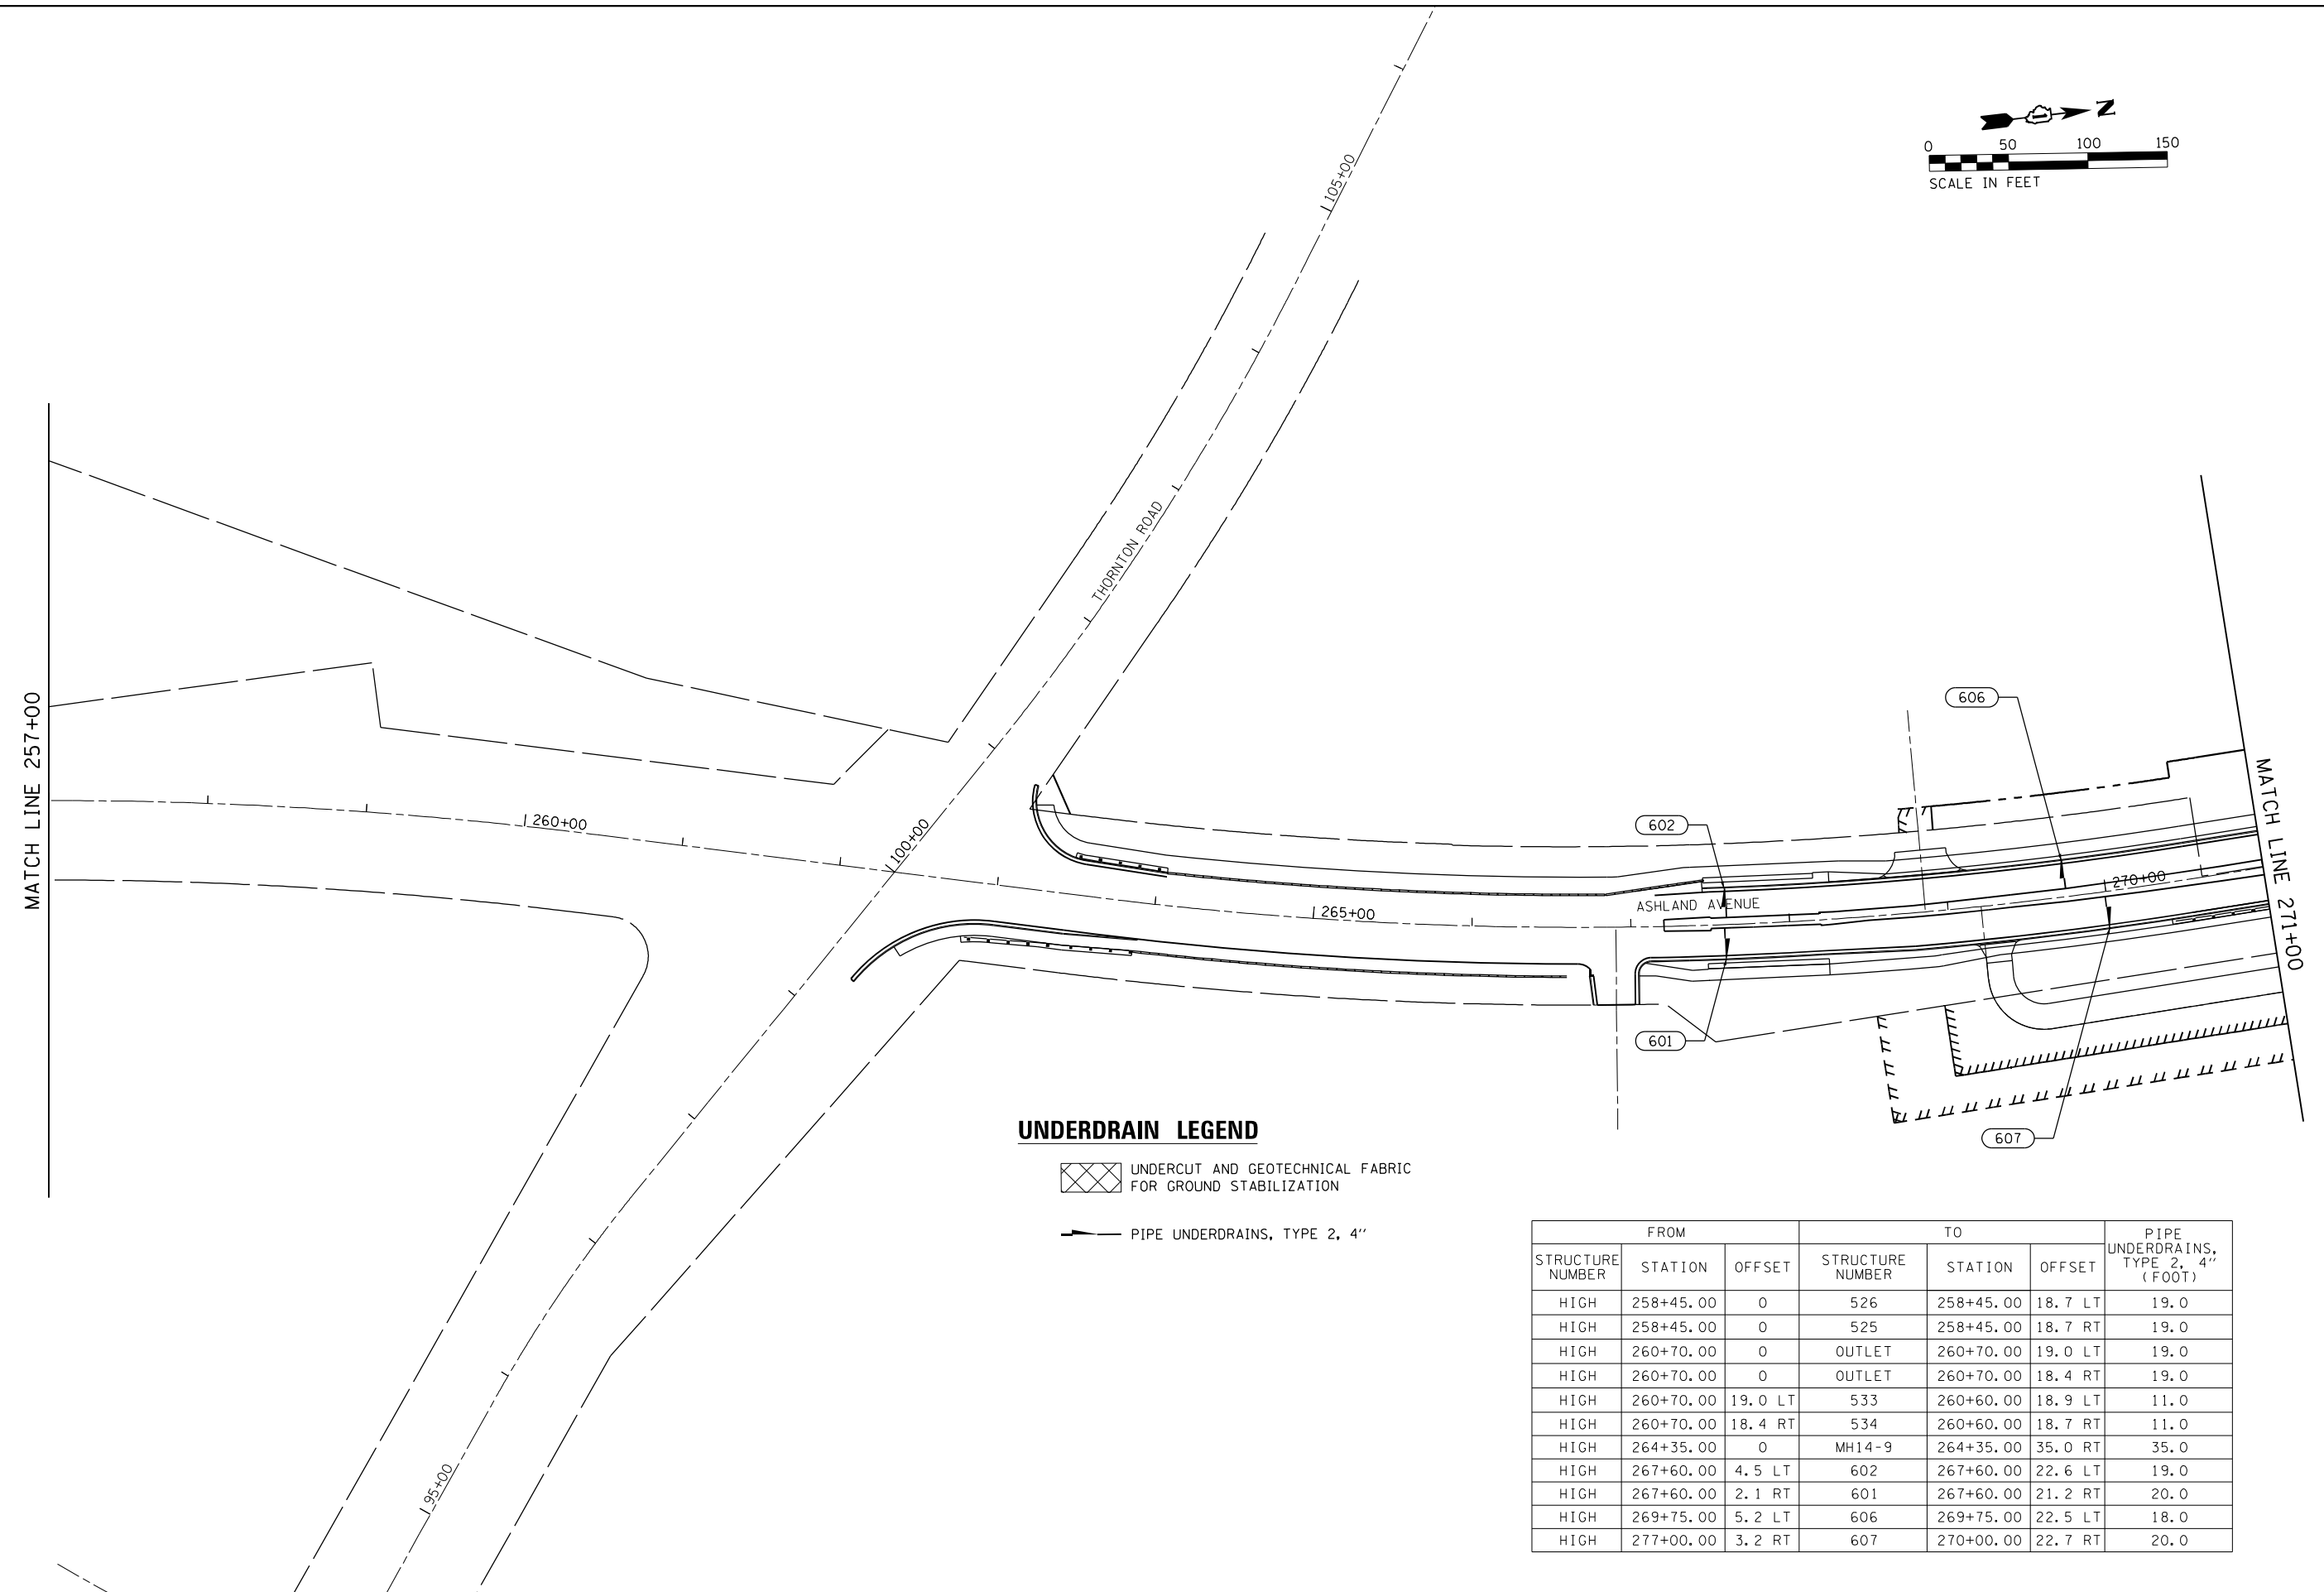 N
0 50 100 150
SCALE IN FEET
105+00
THORNTON ROAD
MATCH LINE 257+00
260+00
100+00
265+00
602
606
ASHLAND AVENUE
270+00
MATCH LINE 271+00
601
607
95+00
UNDERDRAIN LEGEND
UNDERCUT AND GEOTECHNICAL FABRIC
FOR GROUND STABILIZATION
PIPE UNDERDRAINS, TYPE 2, 4''
FROM TO PIPE UNDERDRAINS, TYPE 2, 4'' (FOOT)
STRUCTURE NUMBER STATION OFFSET STRUCTURE NUMBER STATION OFFSET
HIGH 258+45.00 0 526 258+45.00 18.7 LT 19.0
HIGH 258+45.00 0 525 258+45.00 18.7 RT 19.0
HIGH 260+70.00 0 OUTLET 260+70.00 19.0 LT 19.0
HIGH 260+70.00 0 OUTLET 260+70.00 18.4 RT 19.0
HIGH 260+70.00 19.0 LT 533 260+60.00 18.9 LT 11.0
HIGH 260+70.00 18.4 RT 534 260+60.00 18.7 RT 11.0
HIGH 264+35.00 0 MH14-9 264+35.00 35.0 RT 35.0
HIGH 267+60.00 4.5 LT 602 267+60.00 22.6 LT 19.0
HIGH 267+60.00 2.1 RT 601 267+60.00 21.2 RT 20.0
HIGH 269+75.00 5.2 LT 606 269+75.00 22.5 LT 18.0
HIGH 277+00.00 3.2 RT 607 270+00.00 22.7 RT 20.0